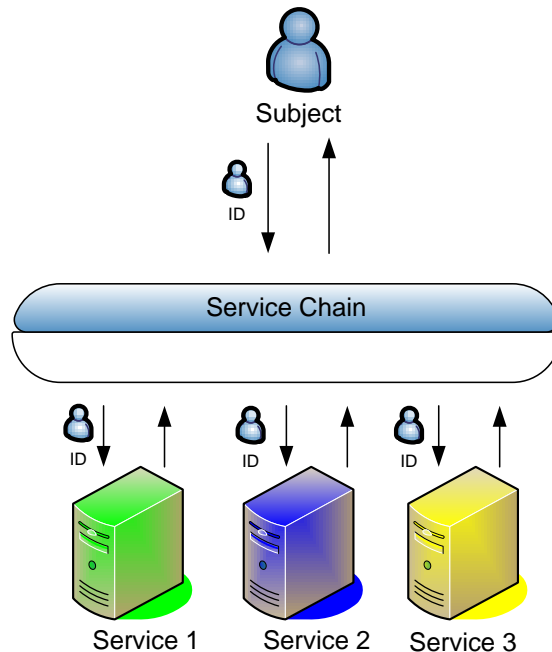 Subject
ID
Service Chain
ID
ID
ID
Service 1
Service 2
Service 3